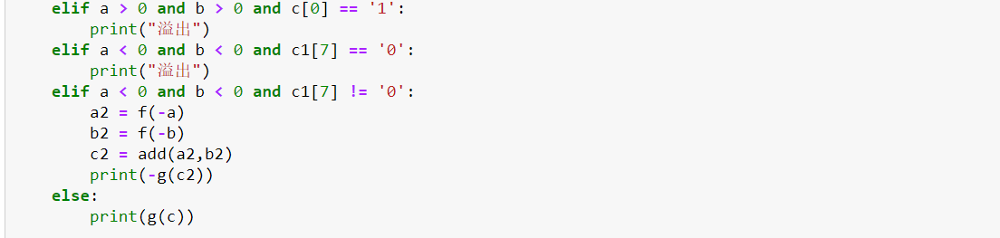 elif a > 0 and b > 0 and c[0] == '1':
print("溢出")
elif a < 0 and b < 0 and c1[7] == '0':
print("溢出")
elif a < 0 and b < 0 and c1[7] != '0':
a2 = f(-a)
b2 = f(-b)
c2 = add(a2,b2)
print(-g(c2))
else:
print(g(c))